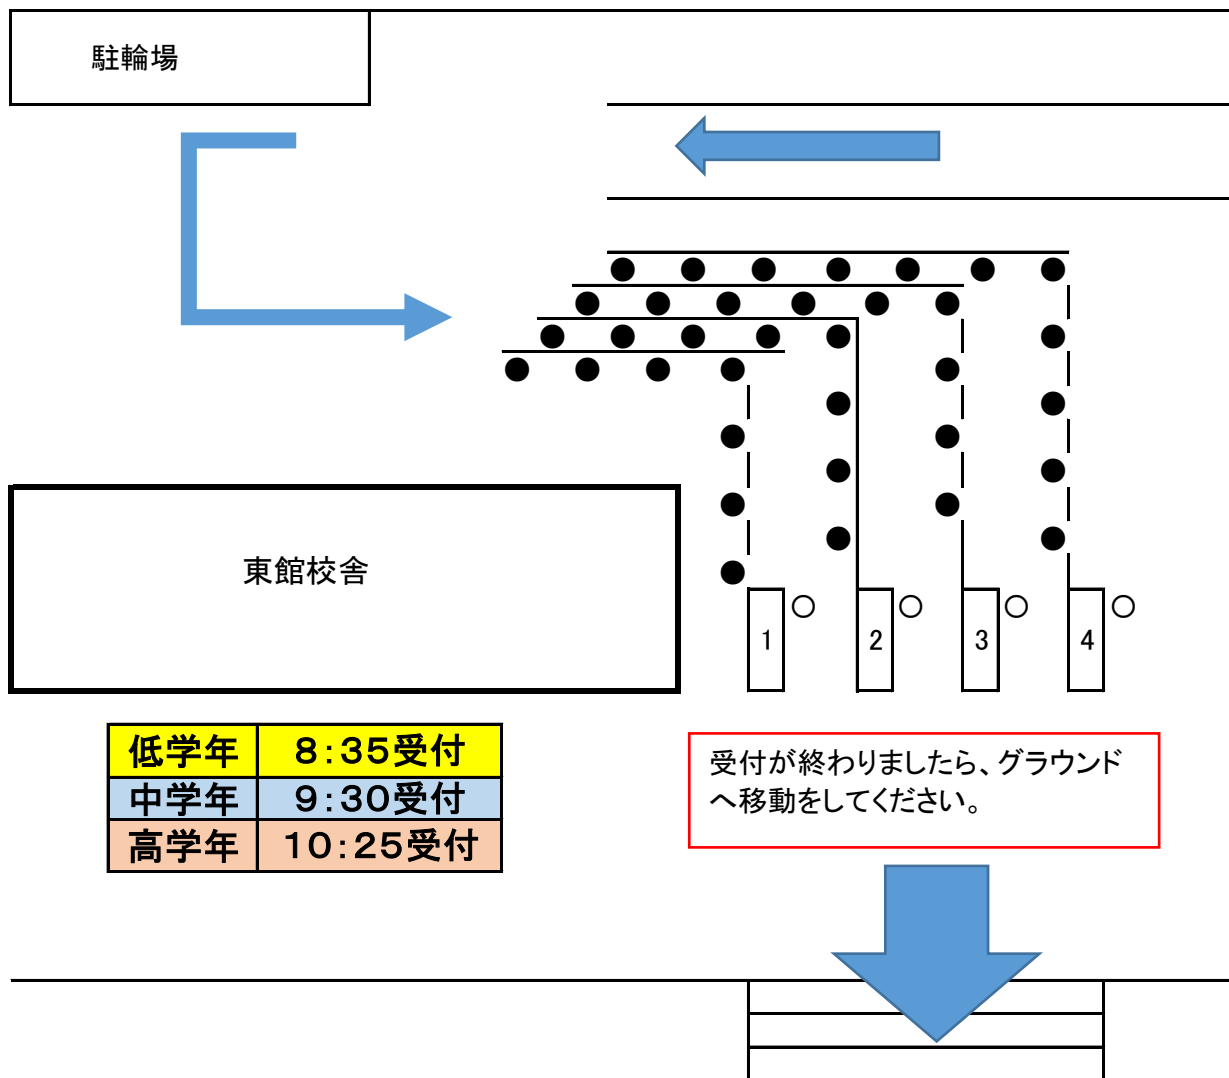 駐輪場
東館校舎
1 2 3 4
低学年 8：35受付
中学年 9：30受付
高学年 10：25受付
受付が終わりましたら、グラウンド
へ移動をしてください。